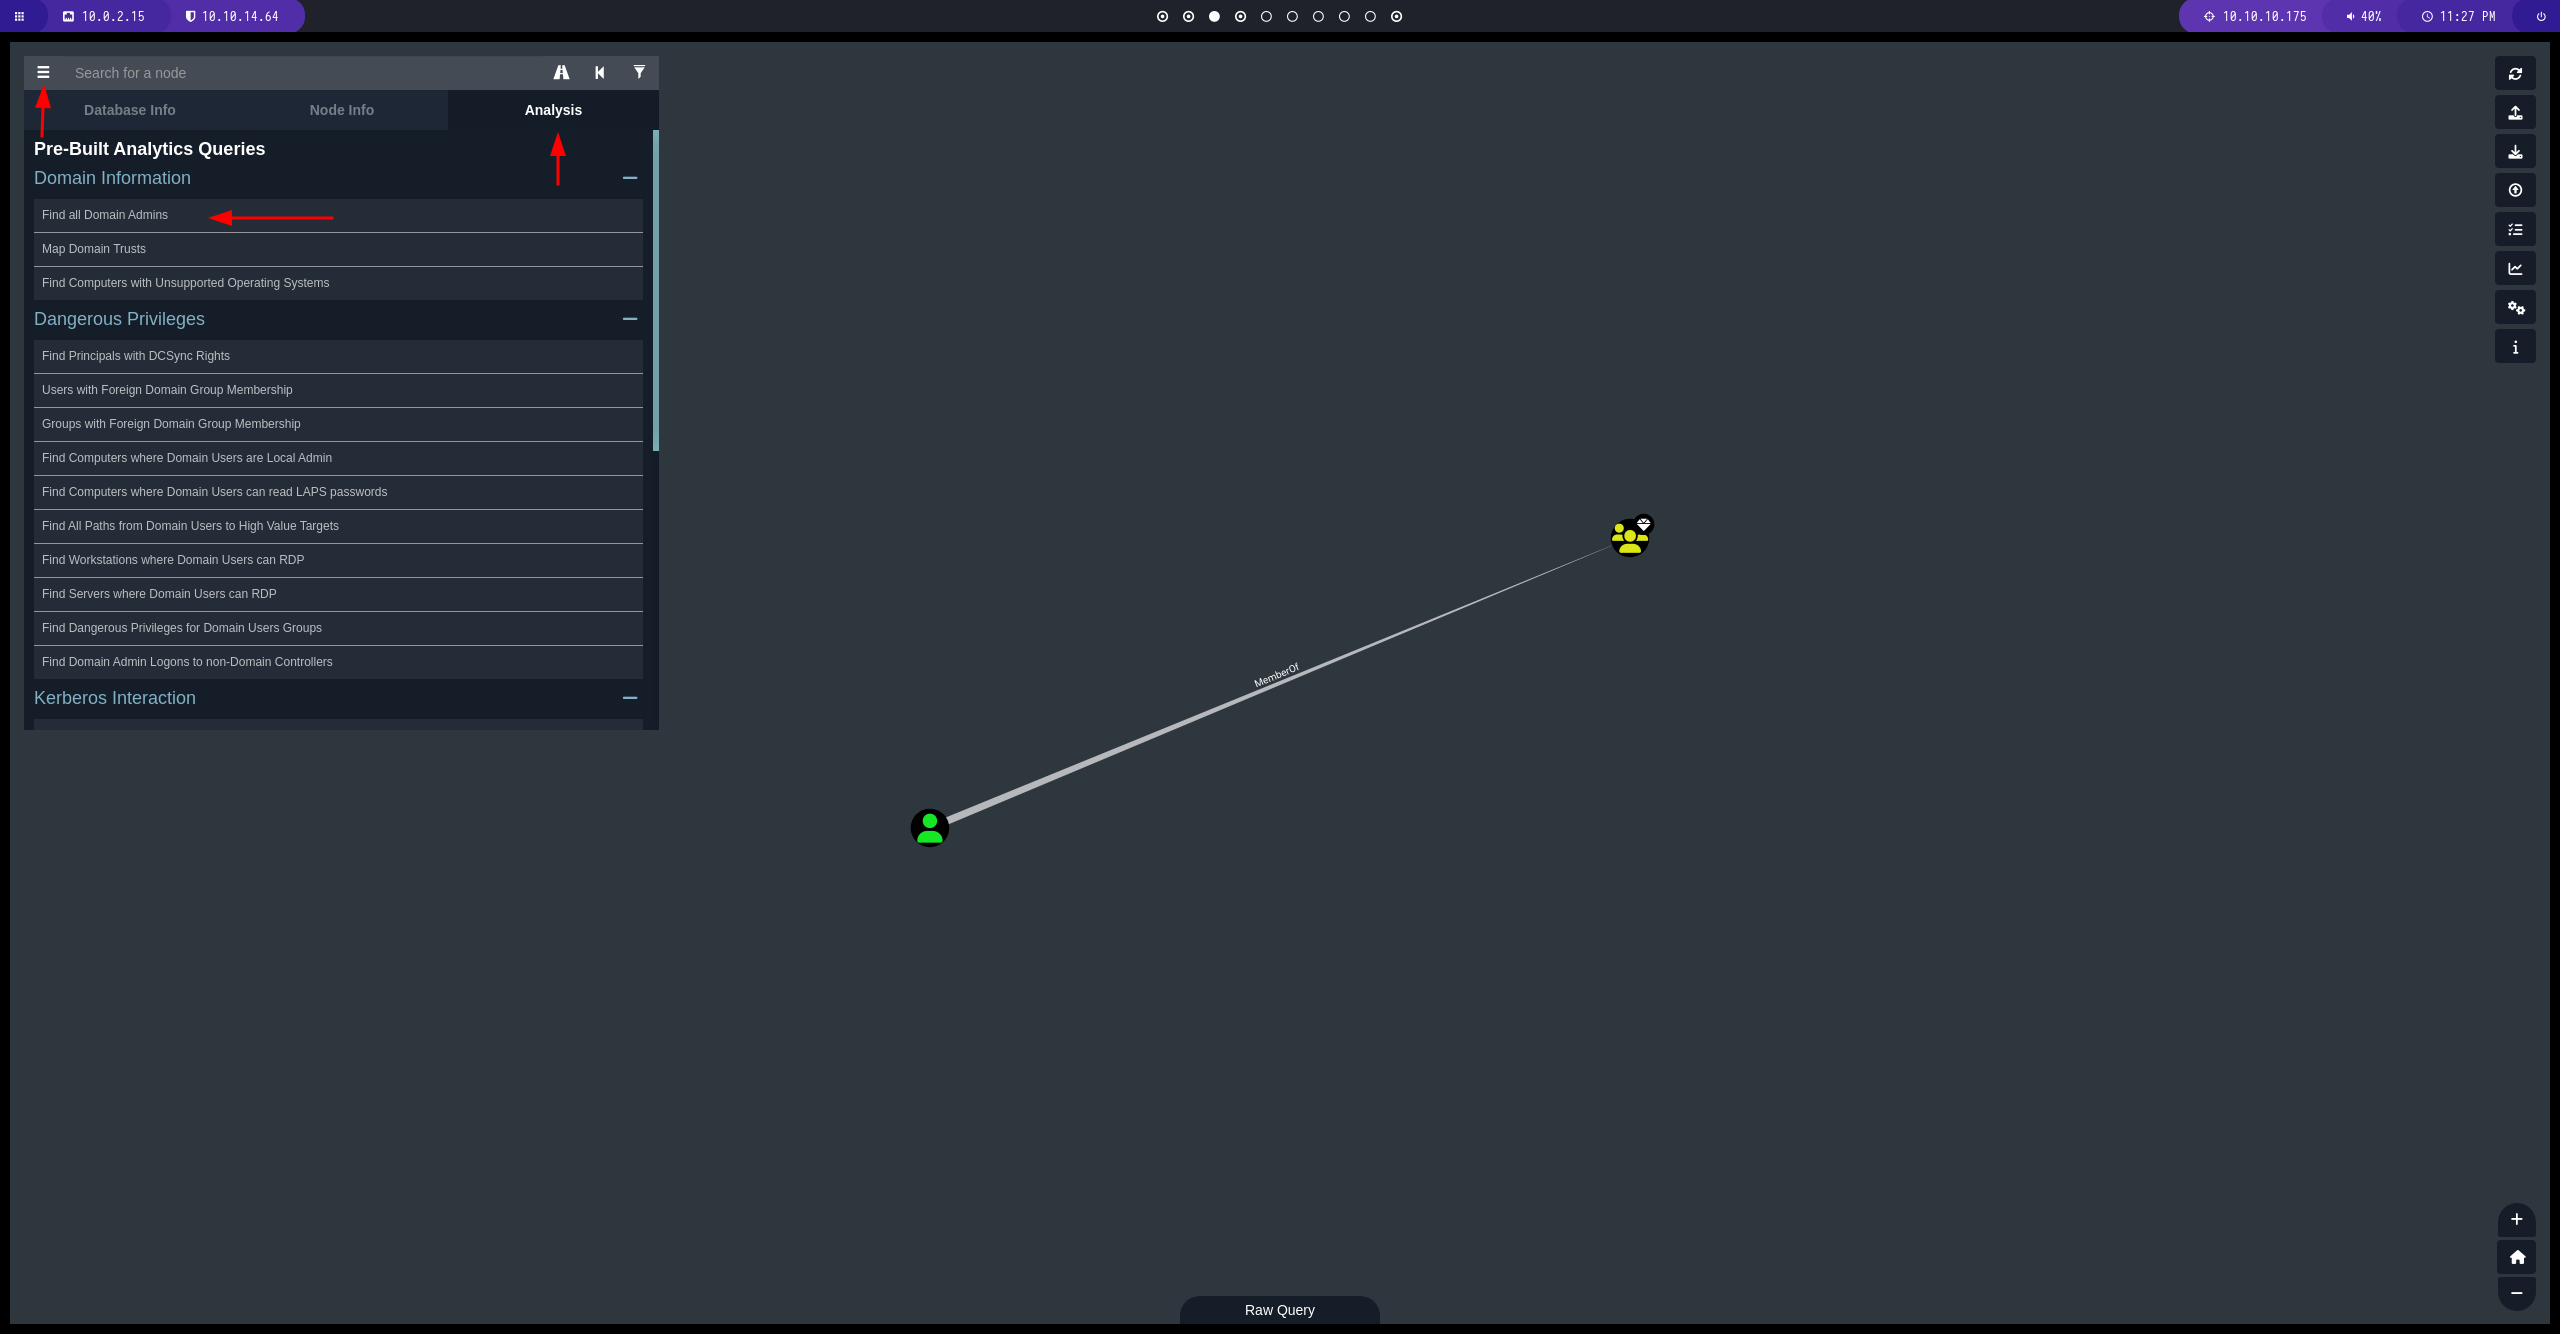 10.0.2.15 10.10.14.64 10.10.10.175 40% 11:27 PM
Search for a node
Database Info Node Info Analysis
Pre-Built Analytics Queries
Domain Information
Find all Domain Admins
Map Domain Trusts
Find Computers with Unsupported Operating Systems
Dangerous Privileges
Find Principals with DCSync Rights
Users with Foreign Domain Group Membership
Groups with Foreign Domain Group Membership
Find Computers where Domain Users are Local Admin
Find Computers where Domain Users can read LAPS passwords
Find All Paths from Domain Users to High Value Targets
Find Workstations where Domain Users can RDP
Find Servers where Domain Users can RDP
Find Dangerous Privileges for Domain Users Groups
Find Domain Admin Logons to non-Domain Controllers
Kerberos Interaction
MemberOf
Raw Query